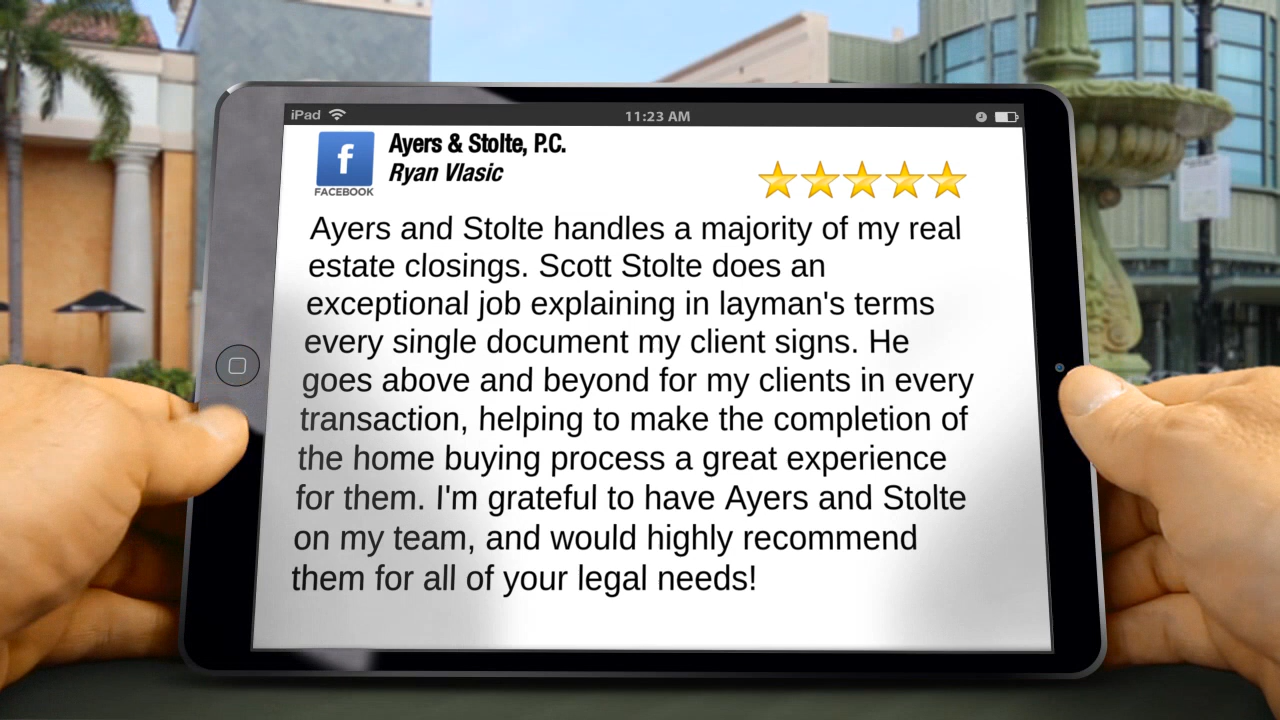 iPad
11:23 AM
f
FACEBOOK
Ayers & Stolte, P.C.
Ryan Vlasic
Ayers and Stolte handles a majority of my real
estate closings. Scott Stolte does an
exceptional job explaining in layman's terms
every single document my client signs. He
goes above and beyond for my clients in every
transaction, helping to make the completion of
the home buying process a great experience
for them. I'm grateful to have Ayers and Stolte
on my team, and would highly recommend
them for all of your legal needs!